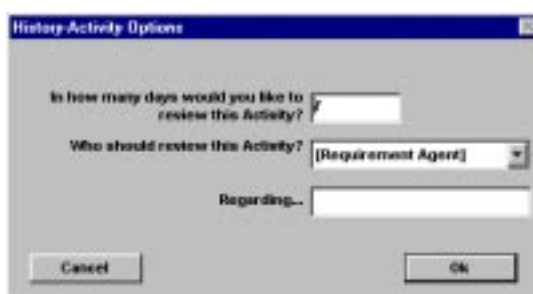 History-Activity Options
In how many days would you like to
review this Activity?
Who should review this Activity?
[Requirement Agent]
Regarding...
Cancel
Ok